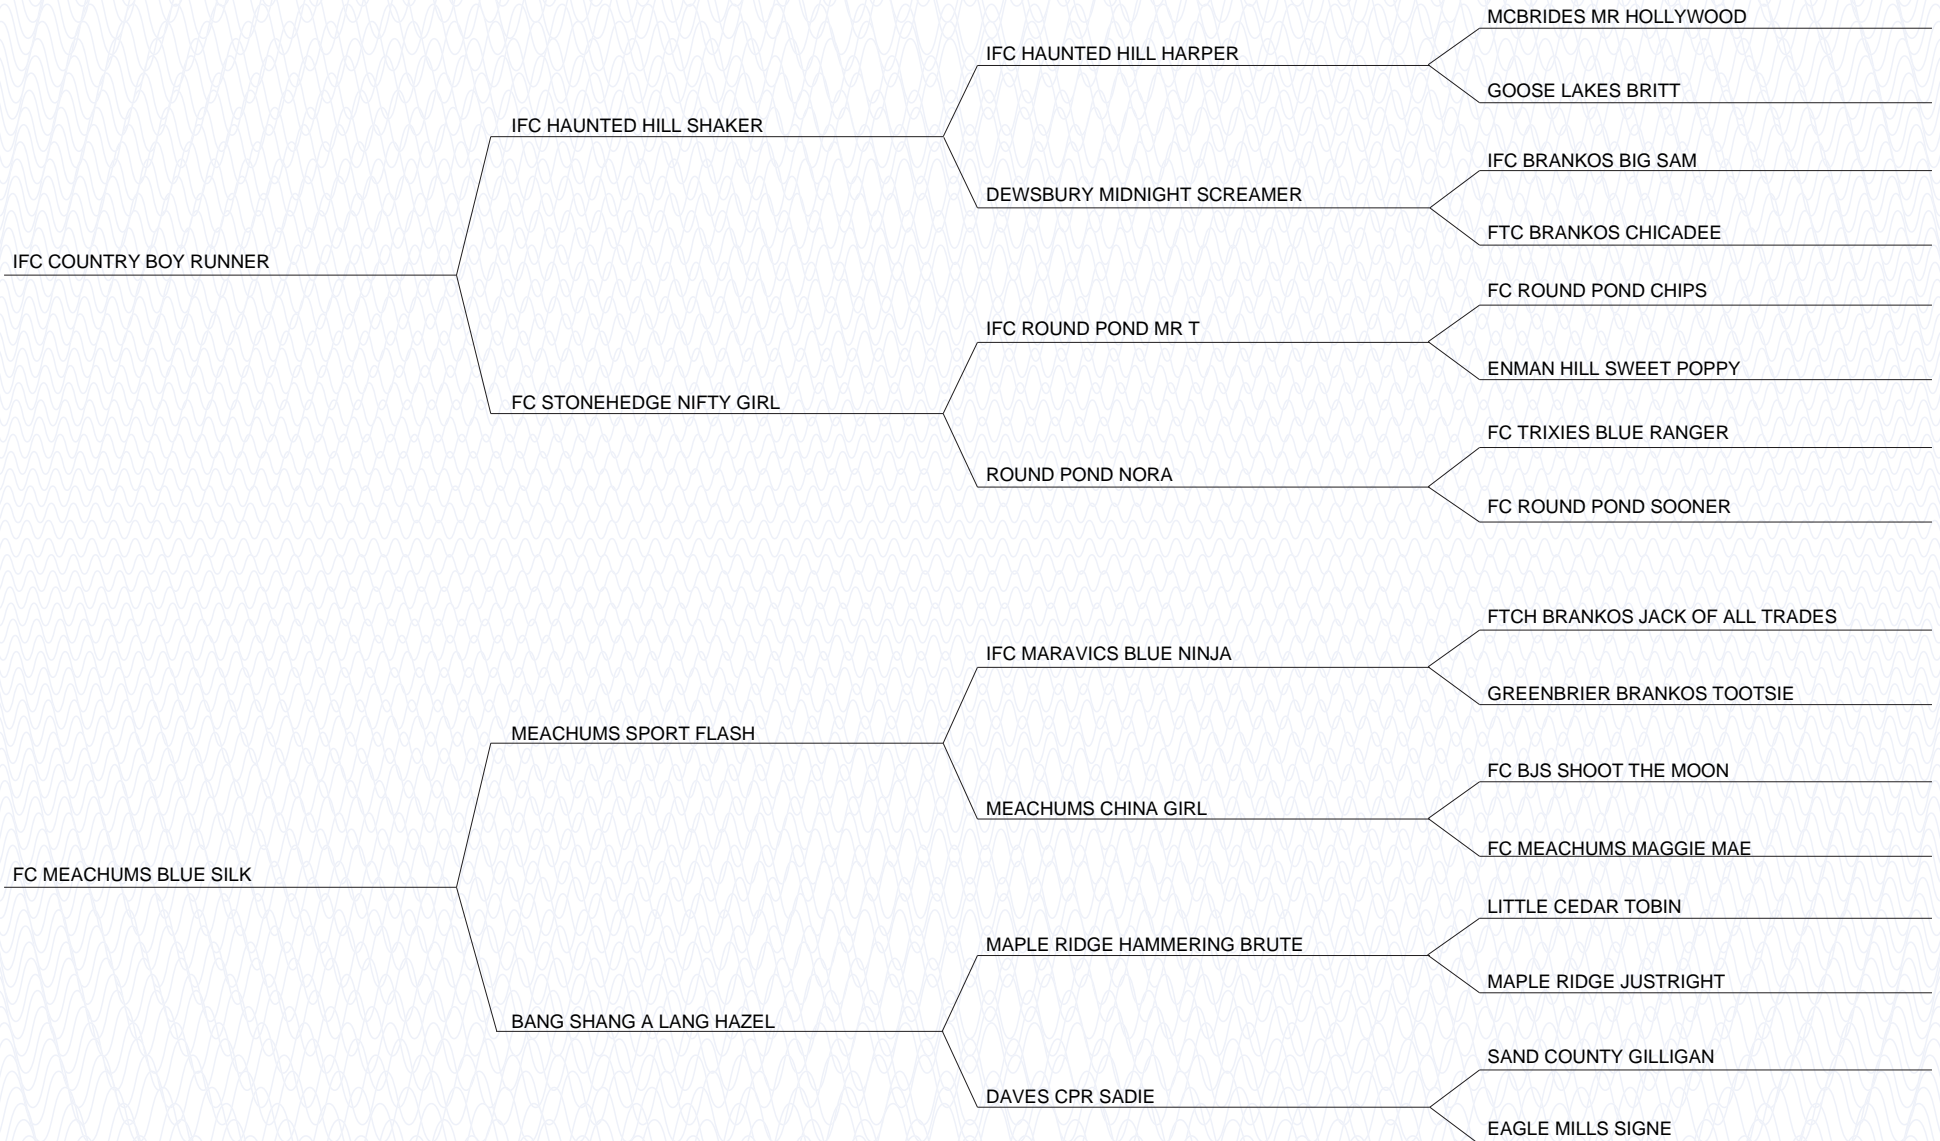 MCBRIDES MR HOLLYWOOD
IFC HAUNTED HILL HARPER
GOOSE LAKES BRITT
IFC HAUNTED HILL SHAKER
IFC BRANKOS BIG SAM
DEWSBURY MIDNIGHT SCREAMER
FTC BRANKOS CHICADEE
IFC COUNTRY BOY RUNNER
FC ROUND POND CHIPS
IFC ROUND POND MR T
ENMAN HILL SWEET POPPY
FC STONEHEDGE NIFTY GIRL
FC TRIXIES BLUE RANGER
ROUND POND NORA
FC ROUND POND SOONER
FTCH BRANKOS JACK OF ALL TRADES
IFC MARAVICS BLUE NINJA
GREENBRIER BRANKOS TOOTSIE
MEACHUMS SPORT FLASH
FC BJS SHOOT THE MOON
MEACHUMS CHINA GIRL
FC MEACHUMS MAGGIE MAE
FC MEACHUMS BLUE SILK
LITTLE CEDAR TOBIN
MAPLE RIDGE HAMMERING BRUTE
MAPLE RIDGE JUSTRIGHT
BANG SHANG A LANG HAZEL
SAND COUNTY GILLIGAN
DAVES CPR SADIE
EAGLE MILLS SIGNE